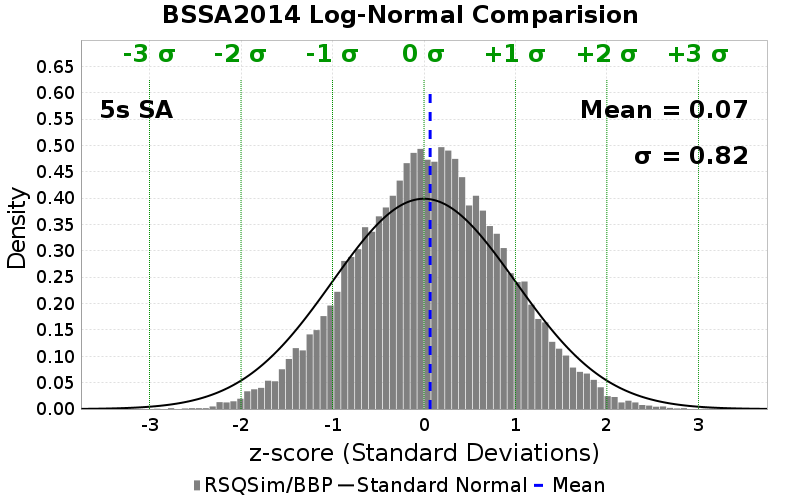 BSSA2014 Log-Normal Comparision
-3 σ -2 σ -1 σ 0 σ +1 σ +2 σ +3 σ
5s SA
Mean = 0.07
σ = 0.82
Density
0.65
0.60
0.55
0.50
0.45
0.40
0.35
0.30
0.25
0.20
0.15
0.10
0.05
0.00
-3 -2 -1 0 1 2 3
z-score (Standard Deviations)
RSQSim/BBP Standard Normal Mean